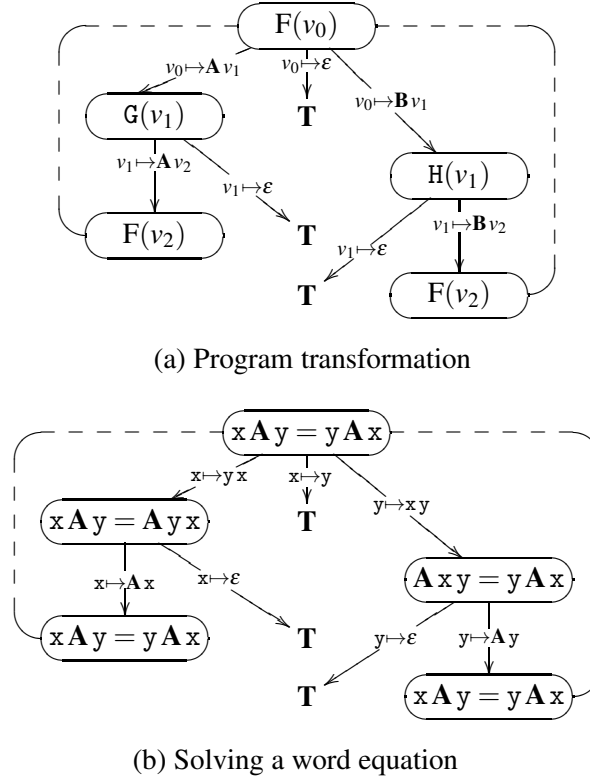 F(v₀)
v₀↦A v₁
v₀↦ε
v₀↦B v₁
G(v₁)
T
v₁↦A v₂
v₁↦ε
H(v₁)
F(v₂)
T
v₁↦ε
v₁↦B v₂
T
F(v₂)
(a) Program transformation
x A y = y A x
x↦y x
x↦y
y↦x y
x A y = A y x
T
x↦A x
x↦ε
A x y = y A x
x A y = y A x
T
y↦ε
y↦A y
T
x A y = y A x
(b) Solving a word equation